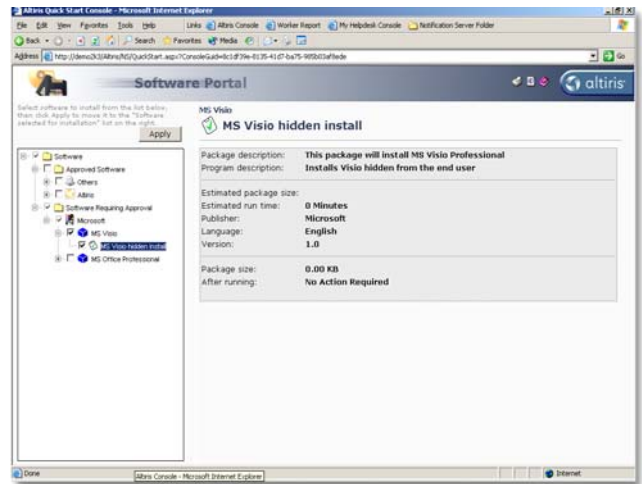 Altiris Quick Start Console - Microsoft Internet Explorer
File Edit View Favorites Tools Help Links Altiris Console Worker Report My Helpdesk Console Notification Server Folder
Back Search Favorites Media
Address Go
Software Portal
altiris
Select software to install from the list below, then click Apply to move it to the "Software selected for installation" list on the right.
Apply
Software
Approved Software
Others
Altiris
Software Requiring Approval
Microsoft
MS Visio
MS Visio hidden install
MS Office Professional
MS Visio
MS Visio hidden install
Package description: This package will install MS Visio Professional
Program description: Installs Visio hidden from the end user
Estimated package size:
Estimated run time: 0 Minutes
Publisher: Microsoft
Language: English
Version: 1.0
Package size: 0.00 KB
After running: No Action Required
Done
Altiris Console - Microsoft Internet Explorer
Internet